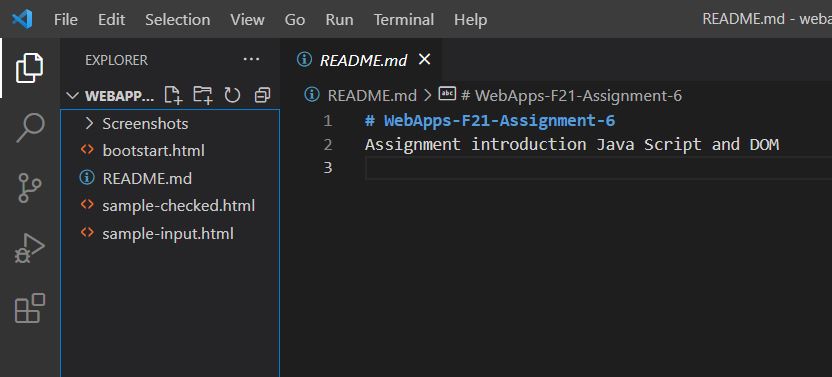 File Edit Selection View Go Run Terminal Help README.md - weba
EXPLORER ...
README.md
WEBAPP...
README.md > # WebApps-F21-Assignment-6
Screenshots
bootstart.html
README.md
sample-checked.html
sample-input.html
1 # WebApps-F21-Assignment-6
2 Assignment introduction Java Script and DOM
3